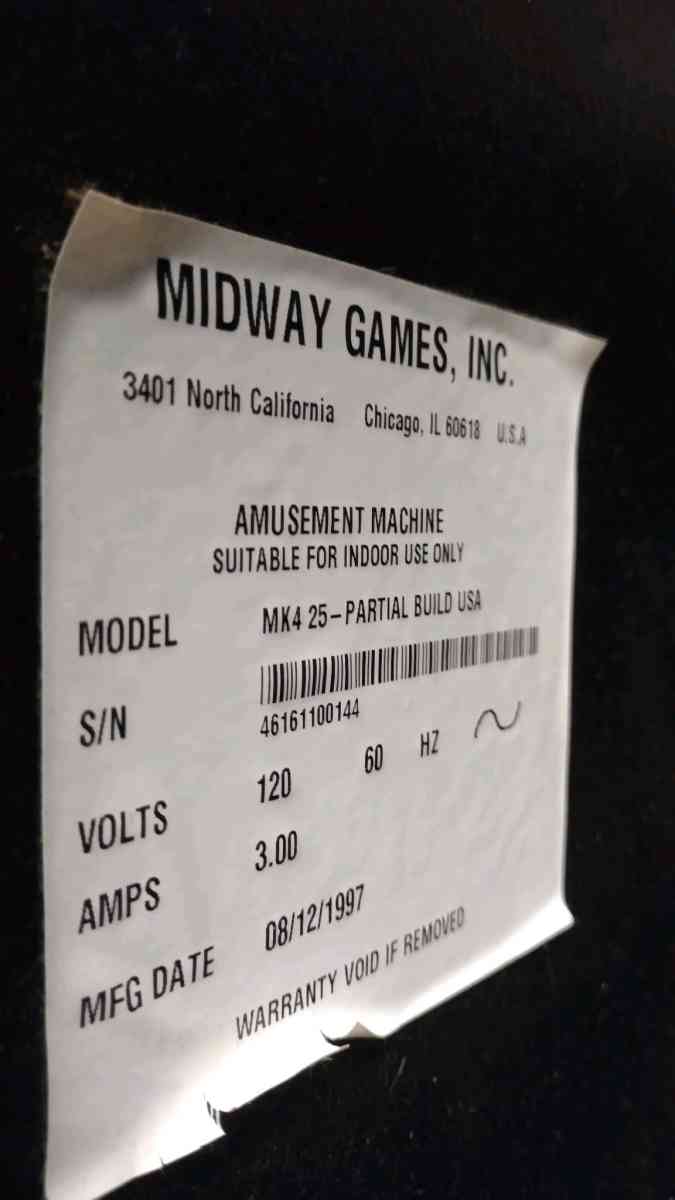 MIDWAY GAMES, INC.
3401 North California Chicago, IL 60618 U.S.A
AMUSEMENT MACHINE
SUITABLE FOR INDOOR USE ONLY
MODEL MK4 25-PARTIAL BUILD USA
S/N 46161100144
VOLTS 120 60 HZ ~
AMPS 3.00
MFG DATE 08/12/1997
WARRANTY VOID IF REMOVED